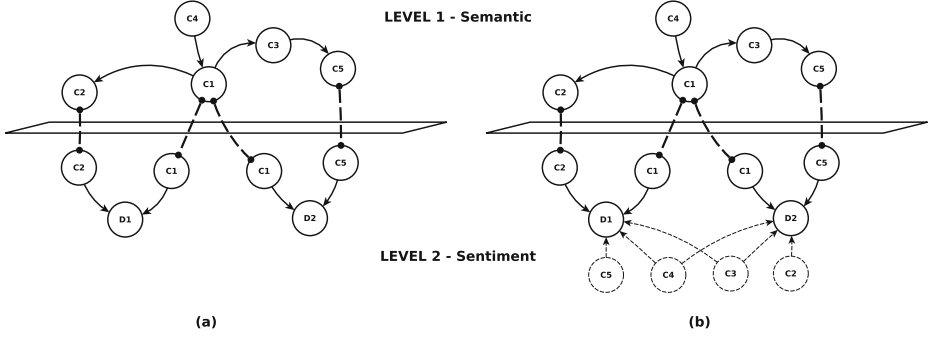 LEVEL 1 - Semantic
C4
C3
C5
C2
C1
C2
C1
C1
C5
D1
D2
(a)
C4
C3
C5
C2
C1
C2
C1
C1
C5
D1
D2
LEVEL 2 - Sentiment
C5
C4
C3
C2
(b)